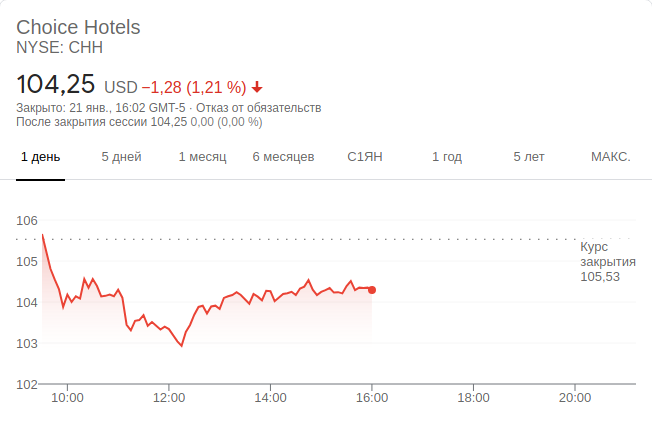 Choice Hotels
NYSE: CHH
104,25 USD −1,28 (1,21 %)
Закрыто: 21 янв., 16:02 GMT-5 · Отказ от обязательств
После закрытия сессии 104,25 0,00 (0,00 %)
1 день 5 дней 1 месяц 6 месяцев С1ЯН 1 год 5 лет МАКС.
106
Курс
закрытия
105,53
105
104
103
102
10:00 12:00 14:00 16:00 18:00 20:00